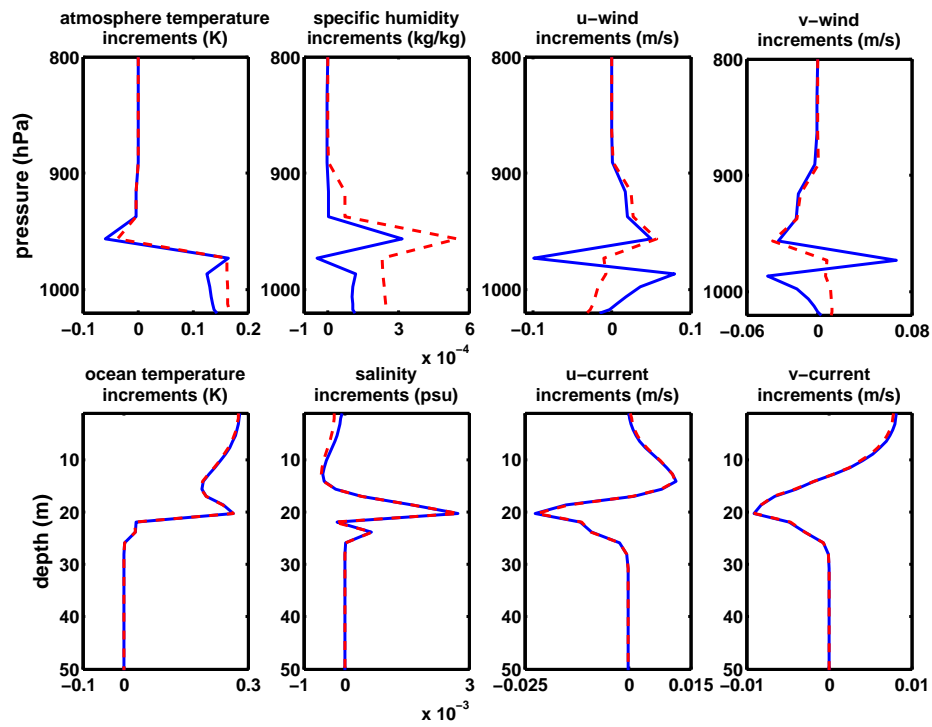 atmosphere temperature increments (K)
specific humidity increments (kg/kg)
u−wind increments (m/s)
v−wind increments (m/s)
pressure (hPa)
800
900
1000
−0.1 0 0.1 0.2
800
900
1000
0 3 6
x 10⁻⁴
800
900
1000
−0.1 0 0.1
800
900
1000
−0.06 0 0.08
ocean temperature increments (K)
salinity increments (psu)
u−current increments (m/s)
v−current increments (m/s)
depth (m)
10
20
30
40
50
−0.1 0 0.3
10
20
30
40
50
−1 0 3
x 10⁻³
10
20
30
40
50
−0.025 0 0.015
10
20
30
40
50
−0.01 0 0.01